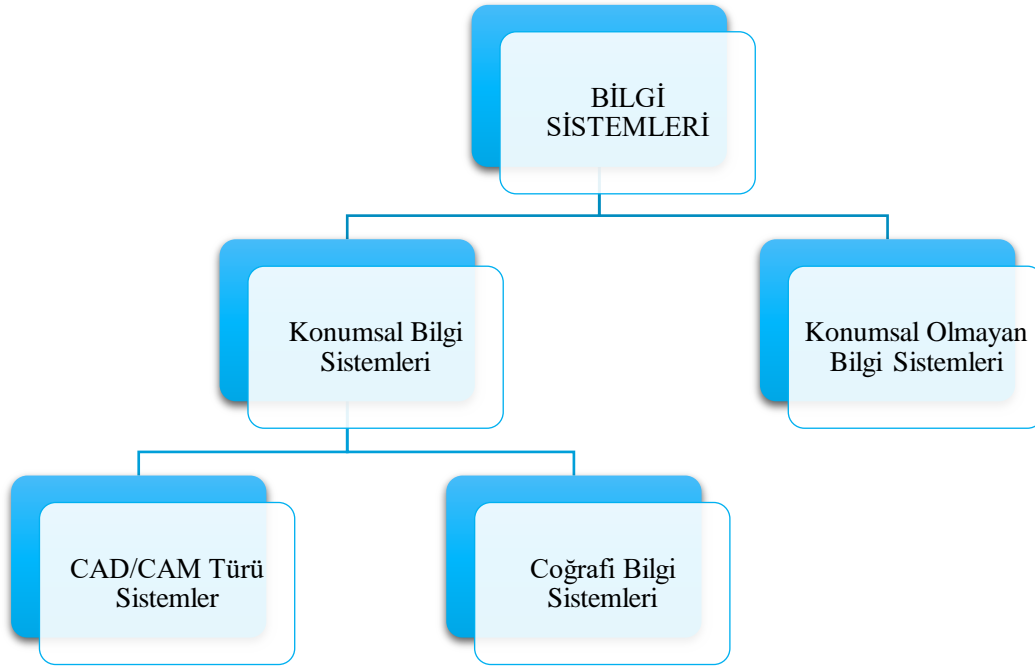 BİLGİ
SİSTEMLERİ
Konumsal Bilgi
Sistemleri
Konumsal Olmayan
Bilgi Sistemleri
CAD/CAM Türü
Sistemler
Coğrafi Bilgi
Sistemleri